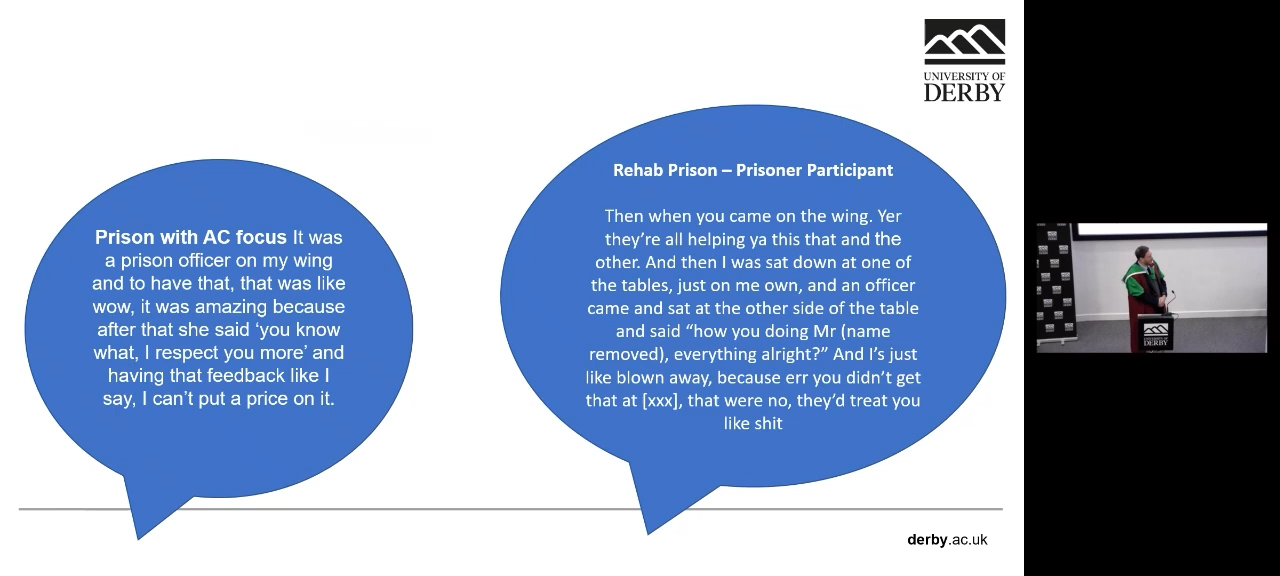 UNIVERSITY OF
DERBY
Prison with AC focus It was
a prison officer on my wing
and to have that, that was like
wow, it was amazing because
after that she said ‘you know
what, I respect you more’ and
having that feedback like I
say, I can’t put a price on it.
Rehab Prison – Prisoner Participant
Then when you came on the wing. Yer
they’re all helping ya this that and the
other. And then I was sat down at one of
the tables, just on me own, and an officer
came and sat at the other side of the table
and said “how you doing Mr (name
removed), everything alright?” And I’s just
like blown away, because err you didn’t get
that at [xxx], that were no, they’d treat you
like shit
derby.ac.uk
UNIVERSITY OF
DERBY